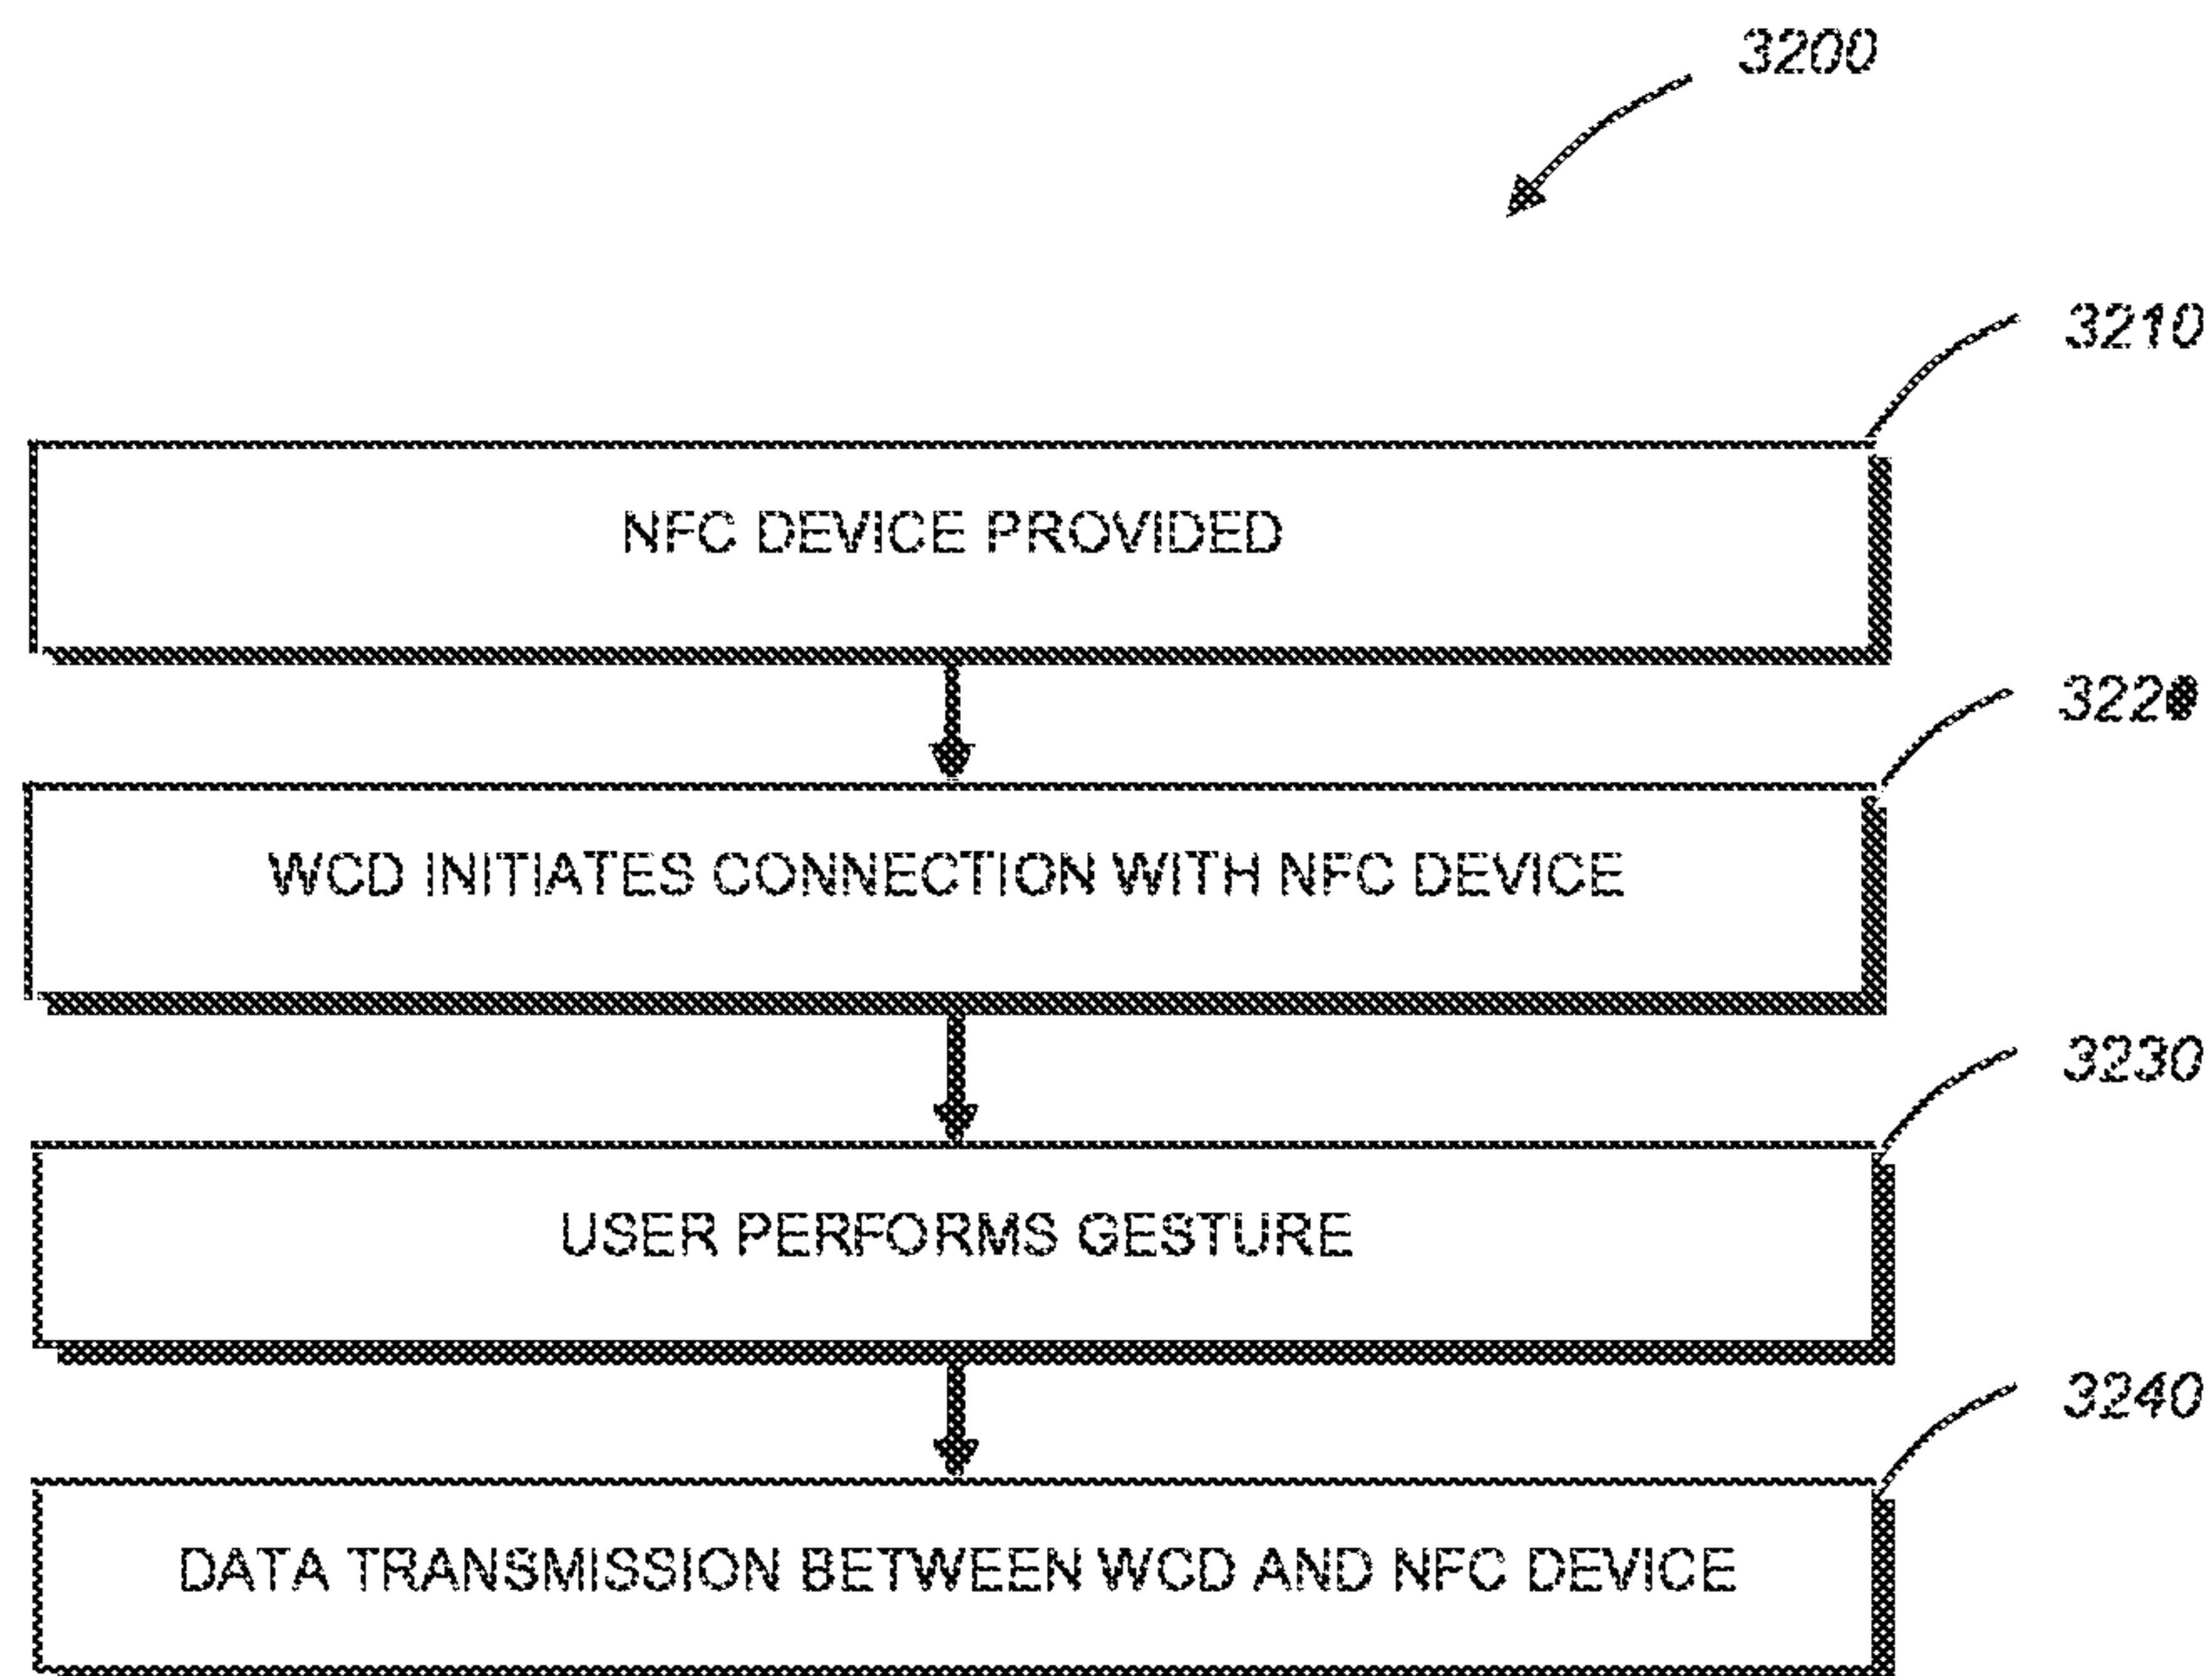 3200
3210
NFC DEVICE PROVIDED
3220
WCD INITIATES CONNECTION WITH NFC DEVICE
3230
USER PERFORMS GESTURE
3240
DATA TRANSMISSION BETWEEN WCD AND NFC DEVICE